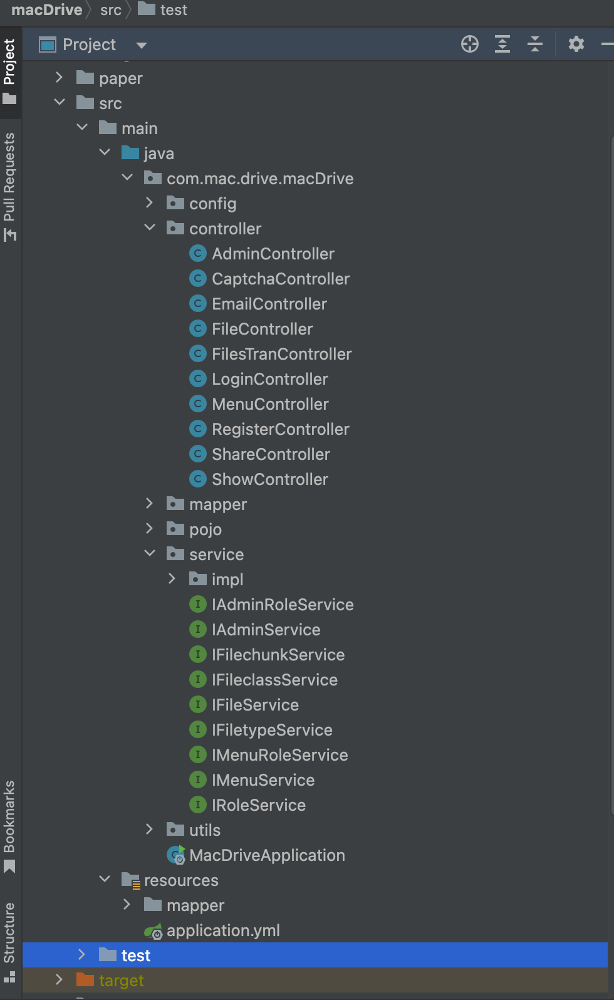 macDrive src test
Project
Project
Pull Requests
Bookmarks
Structure
paper
src
main
java
com.mac.drive.macDrive
config
controller
AdminController
CaptchaController
EmailController
FileController
FilesTranController
LoginController
MenuController
RegisterController
ShareController
ShowController
mapper
pojo
service
impl
IAdminRoleService
IAdminService
IFilechunkService
IFileclassService
IFileService
IFiletypeService
IMenuRoleService
IMenuService
IRoleService
utils
MacDriveApplication
resources
mapper
application.yml
test
target